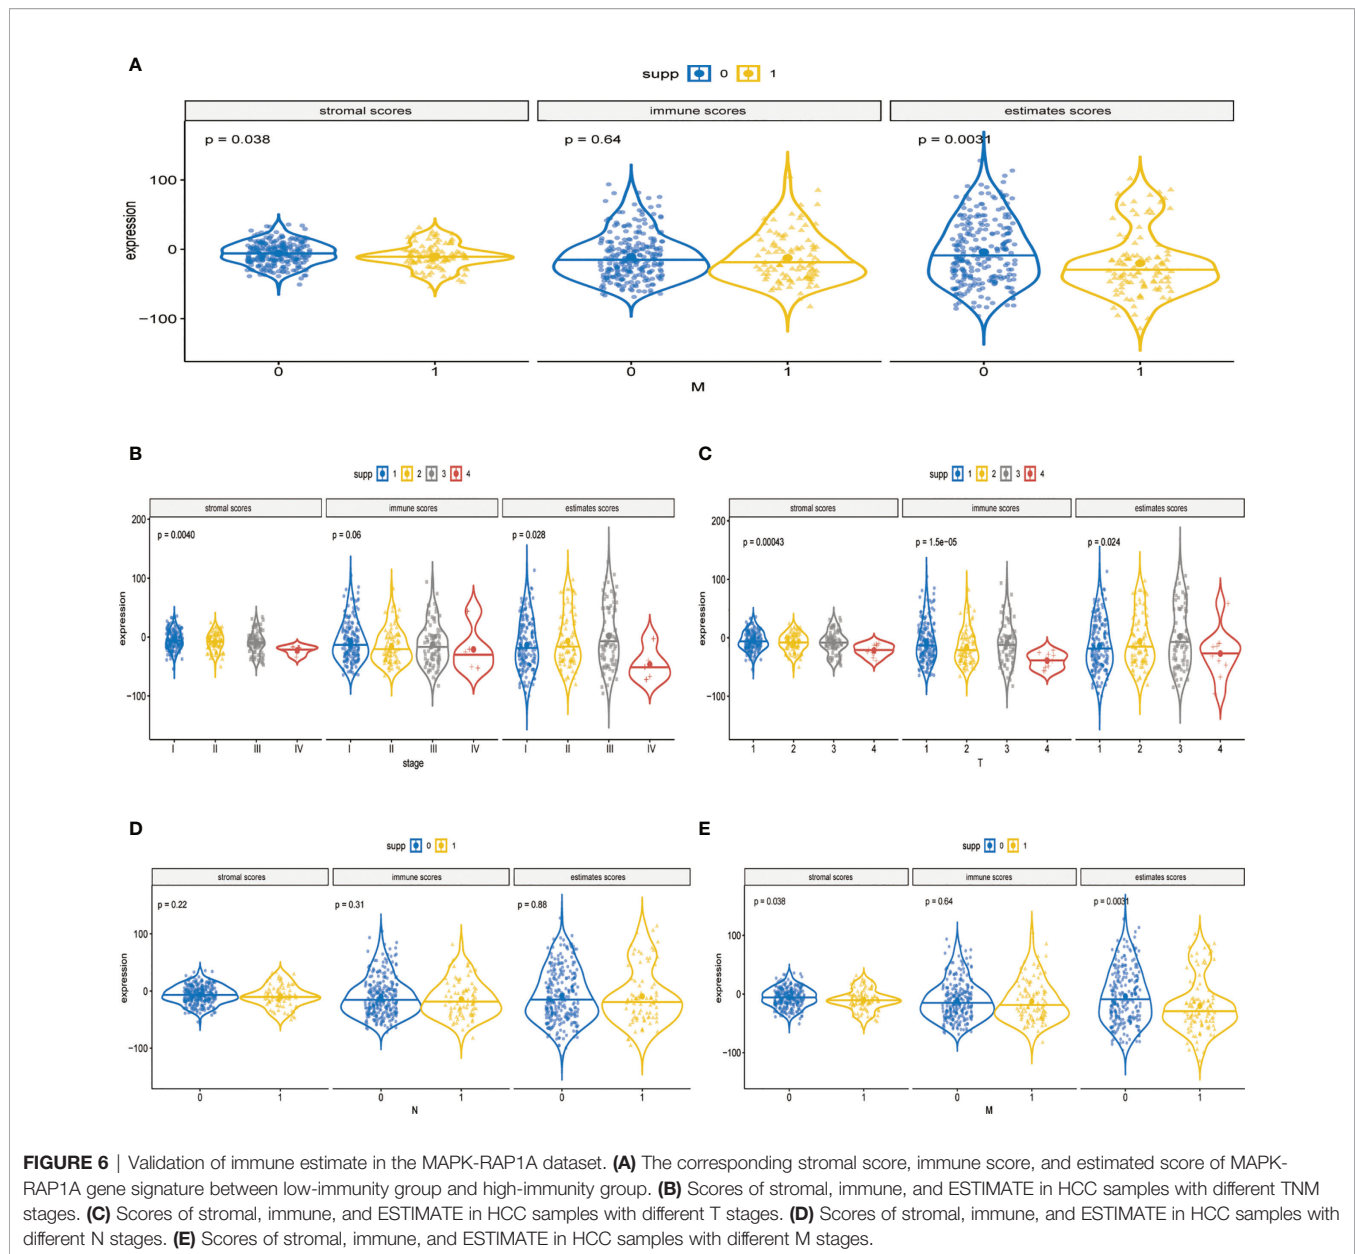 A
supp 0 1
stromal scores immune scores estimates scores
p = 0.038 p = 0.64 p = 0.0031
100
0
−100
expression
0 1 0 1 0 1
M
B
supp 1 2 3 4
stromal scores immune scores estimates scores
200
p = 0.0040 p = 0.06 p = 0.028
100
0
−100
expression
I II III IV I II III IV I II III IV
stage
C
supp 1 2 3 4
stromal scores immune scores estimates scores
200
p = 0.00043 p = 1.5e−05 p = 0.024
100
0
−100
expression
1 2 3 4 1 2 3 4 1 2 3 4
T
D
supp 0 1
stromal scores immune scores estimates scores
p = 0.22 p = 0.31 p = 0.88
100
0
−100
expression
0 1 0 1 0 1
N
E
supp 0 1
stromal scores immune scores estimates scores
p = 0.038 p = 0.64 p = 0.0031
100
0
−100
expression
0 1 0 1 0 1
M
FIGURE 6 | Validation of immune estimate in the MAPK-RAP1A dataset. (A) The corresponding stromal score, immune score, and estimated score of MAPK-
RAP1A gene signature between low-immunity group and high-immunity group. (B) Scores of stromal, immune, and ESTIMATE in HCC samples with different TNM
stages. (C) Scores of stromal, immune, and ESTIMATE in HCC samples with different T stages. (D) Scores of stromal, immune, and ESTIMATE in HCC samples with
different N stages. (E) Scores of stromal, immune, and ESTIMATE in HCC samples with different M stages.